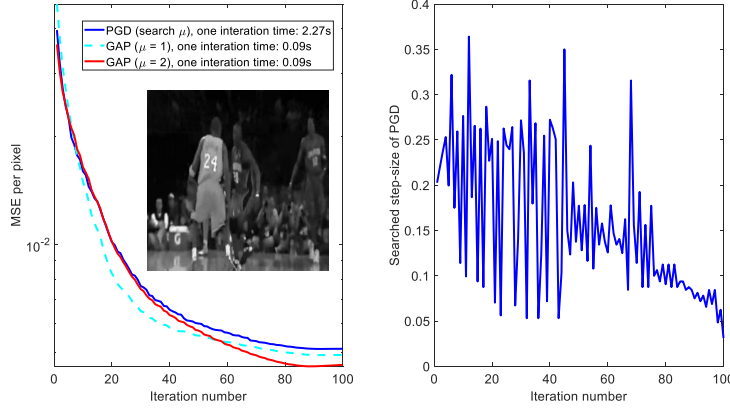 PGD (search μ), one interation time: 2.27s
GAP (μ = 1), one interation time: 0.09s
GAP (μ = 2), one interation time: 0.09s
MSE per pixel
10-2
24
0 20 40 60 80 100
Iteration number
Searched step-size of PGD
0.4
0.35
0.3
0.25
0.2
0.15
0.1
0.05
0
0 20 40 60 80 100
Iteration number